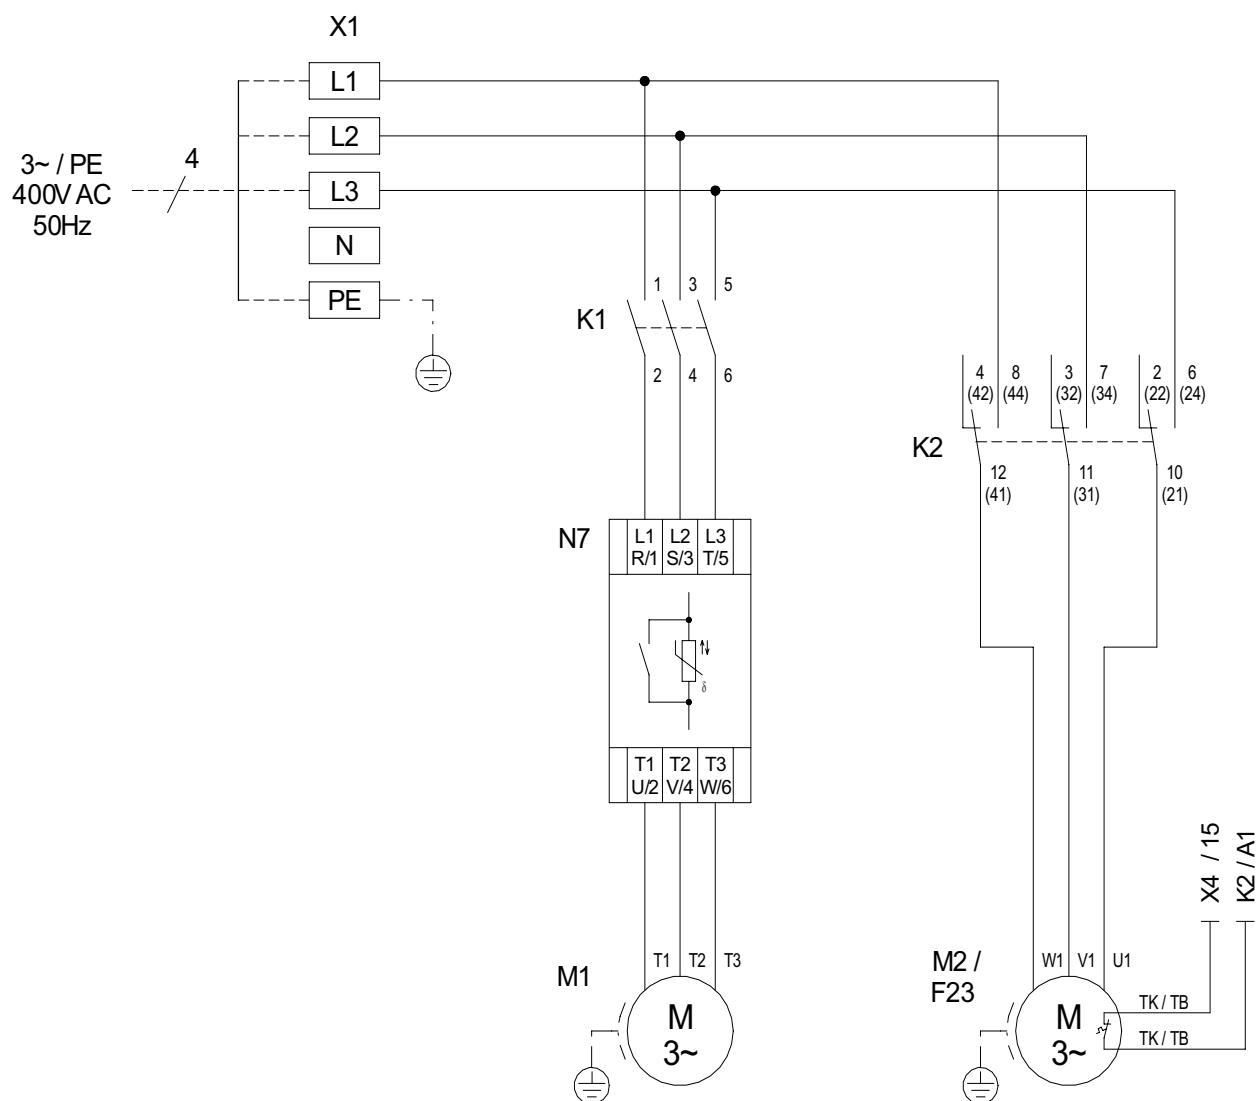 X1
L1
L2
L3
N
PE
3~ / PE
400V AC
50Hz
4
K1
1 3 5
2 4 6
K2
4 8 3 7 2 6
(42) (44) (32) (34) (22) (24)
12 11 10
(41) (31) (21)
N7
L1 L2 L3
R/1 S/3 T/5
δ
T1 T2 T3
U/2 V/4 W/6
X4 / 15
K2 / A1
M1
T1 T2 T3
M
3~
M2 /
F23
W1 V1 U1
M
3~
TK / TB
TK / TB